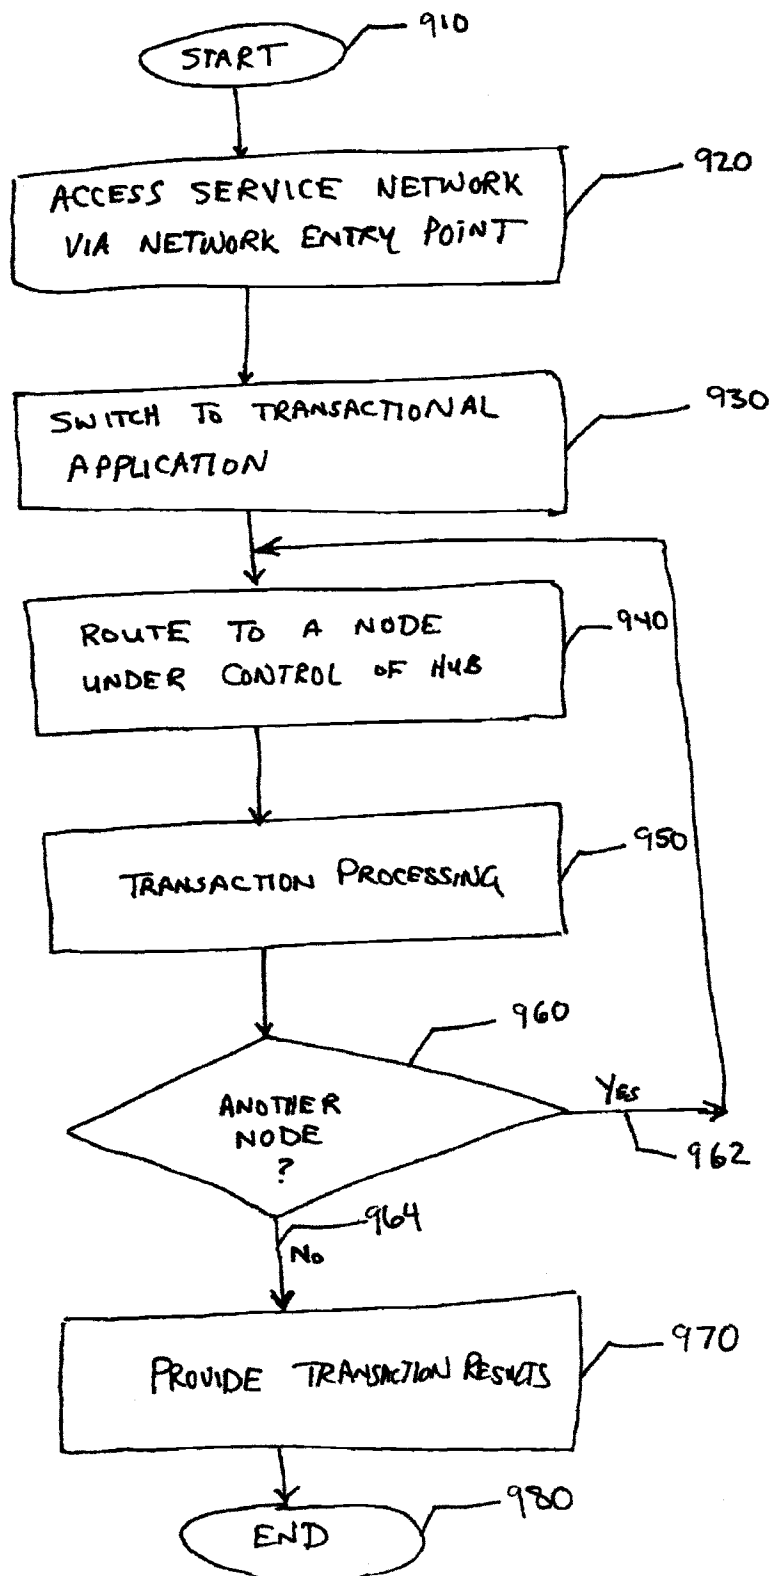 START
910
920
ACCESS SERVICE NETWORK
VIA NETWORK ENTRY POINT
930
SWITCH TO TRANSACTIONAL
APPLICATION
940
ROUTE TO A NODE
UNDER CONTROL OF HUB
950
TRANSACTION PROCESSING
960
ANOTHER
NODE
?
YES
962
964
NO
970
PROVIDE TRANSACTION RESULTS
980
END